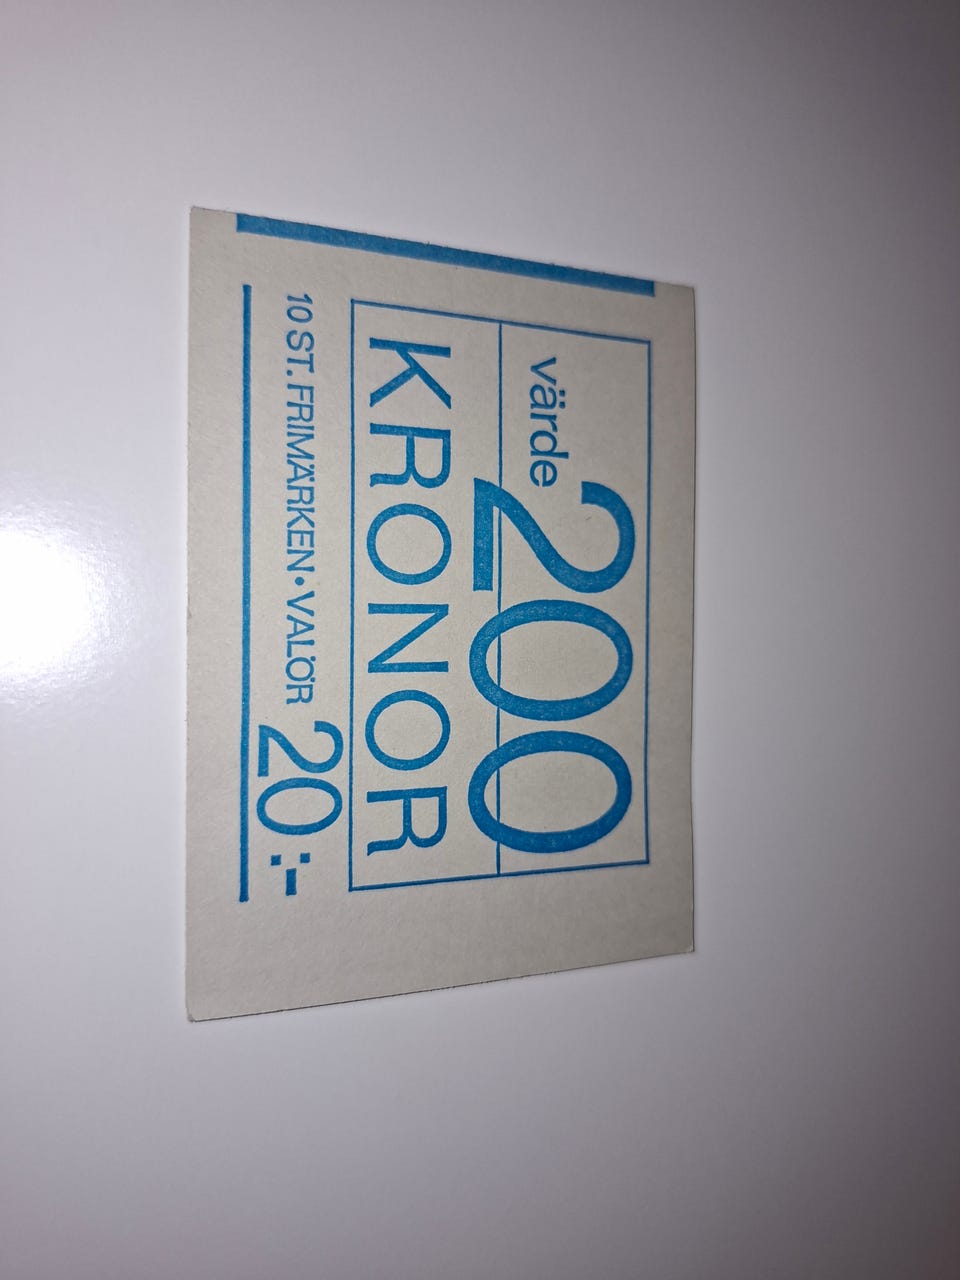 värde 200
KRONOR
10 ST. FRIMÄRKEN • VALÖR 20:-